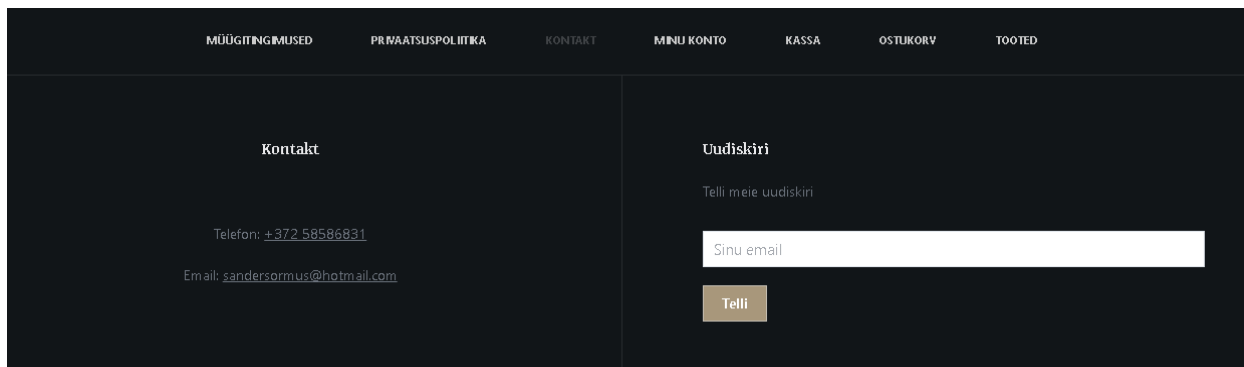 MÜÜGITINGIMUSED PRIVAATSUSPOLIITIKA KONTAKT MINU KONTO KASSA OSTUKORV TOOTED
Kontakt
Telefon: +372 58586831
Email: sandersormus@hotmail.com
Uudiskiri
Telli meie uudiskiri
Sinu email
Telli